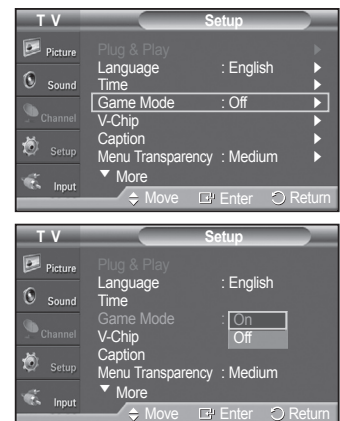 T V
Setup
Picture
Sound
Channel
Setup
Input
Plug & Play
Language : English
Time
Game Mode : Off
V-Chip
Caption
Menu Transparency : Medium
▼ More
Move Enter Return
T V
Setup
Picture
Sound
Channel
Setup
Input
Plug & Play
Language : English
Time
Game Mode : On
Off
V-Chip
Caption
Menu Transparency : Medium
▼ More
Move Enter Return